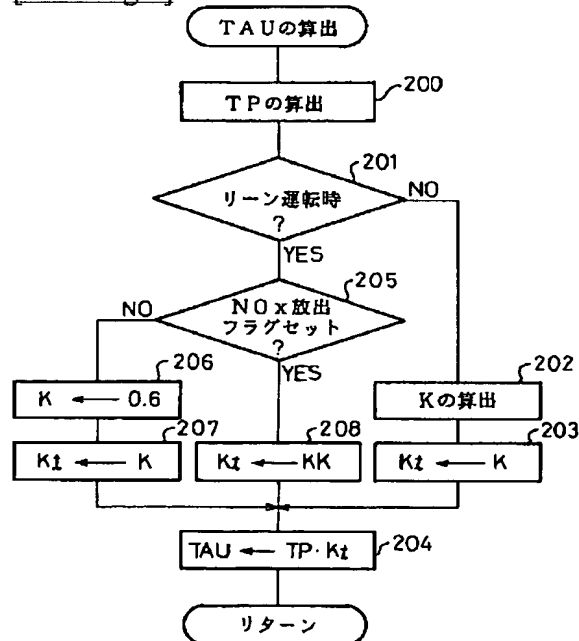 TAUの算出
TPの算出
200
201
リーン運転時
?
NO
YES
205
NOx放出
フラグセット
?
NO
YES
206
K ← 0.6
207
Kt ← K
208
Kt ← KK
202
Kの算出
203
Kt ← K
TAU ← TP·Kt
204
リターン